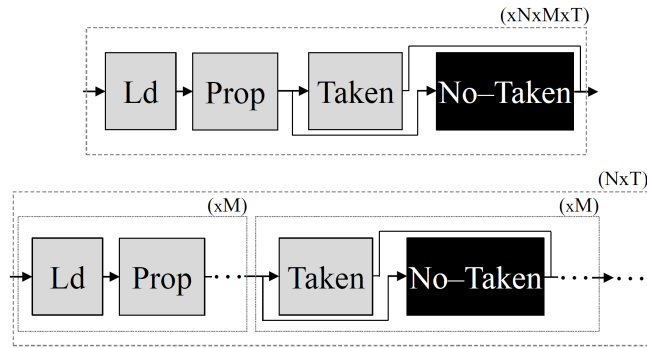 (xNxMxT)
Ld Prop Taken No–Taken
(NxT)
(xM) (xM)
Ld Prop Taken No–Taken